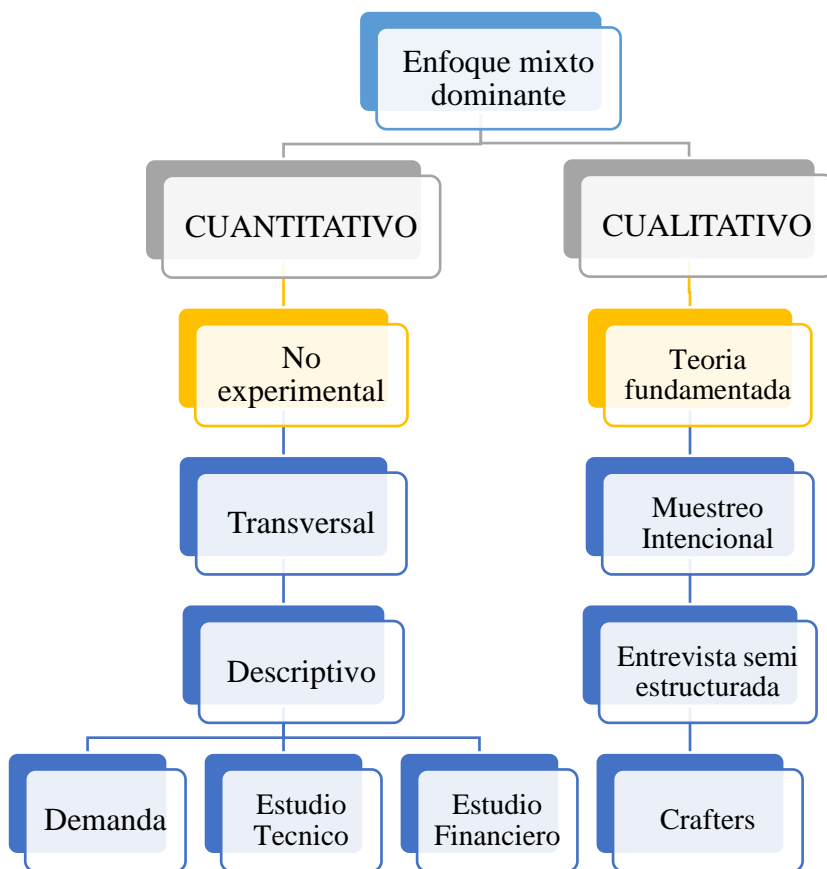 Enfoque mixto
dominante
CUANTITATIVO
CUALITATIVO
No
experimental
Teoria
fundamentada
Transversal
Muestreo
Intencional
Descriptivo
Entrevista semi
estructurada
Demanda
Estudio
Tecnico
Estudio
Financiero
Crafters